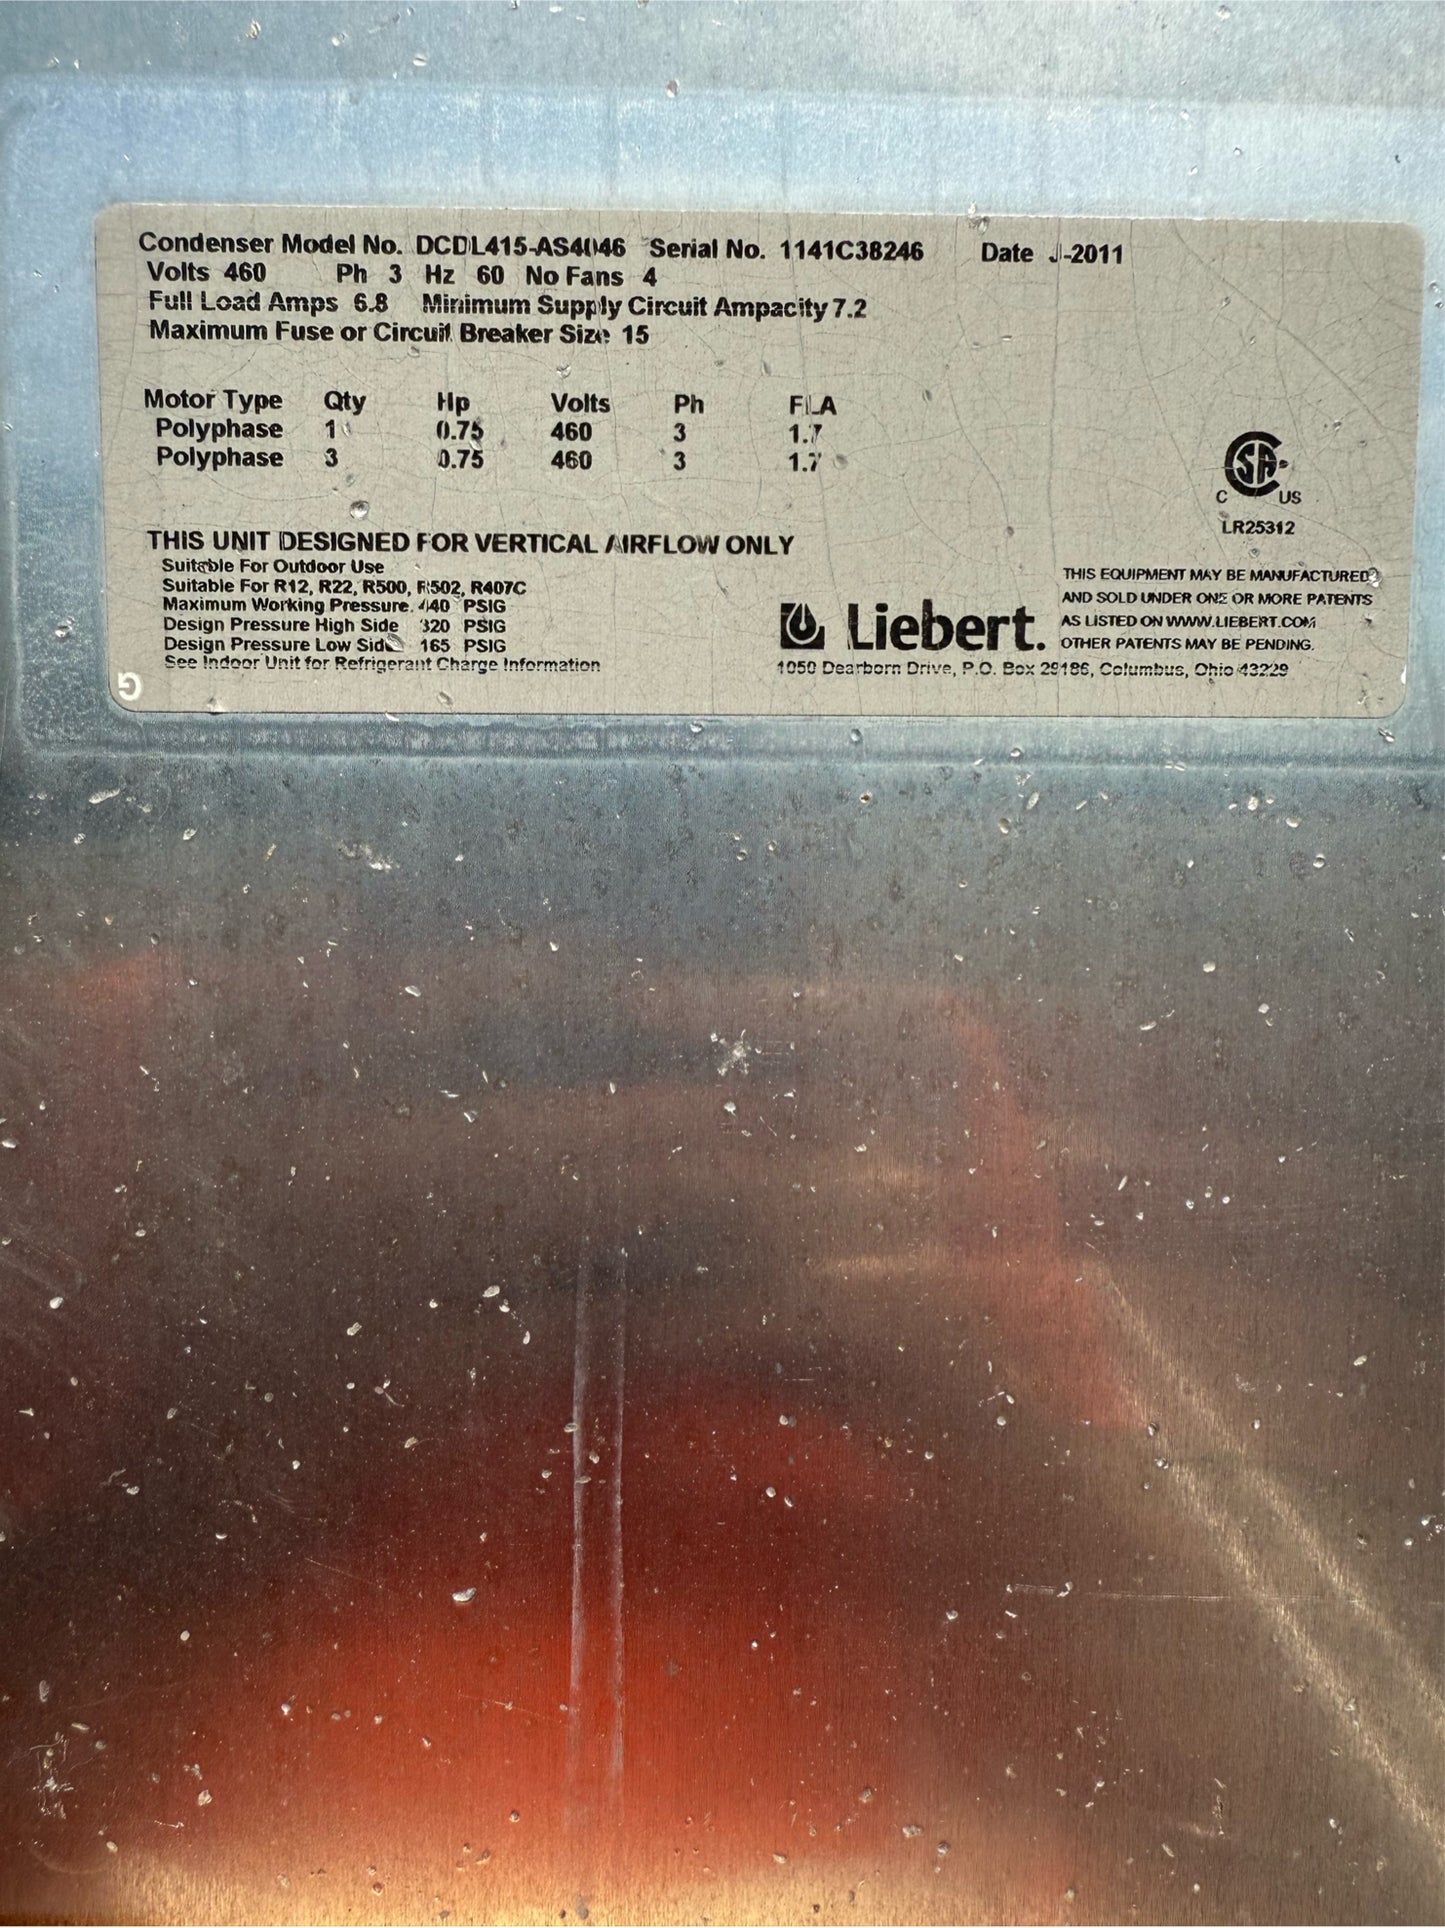 Condenser Model No. DCDL415-AS4046 Serial No. 1141C38246 Date J-2011
Volts 460 Ph 3 Hz 60 No Fans 4
Full Load Amps 6.8 Minimum Supply Circuit Ampacity 7.2
Maximum Fuse or Circuit Breaker Size 15
Motor Type Qty Hp Volts Ph FLA
Polyphase 1 0.75 460 3 1.7
Polyphase 3 0.75 460 3 1.7
CSA
C US
LR25312
THIS UNIT DESIGNED FOR VERTICAL AIRFLOW ONLY
Suitable For Outdoor Use
Suitable For R12, R22, R500, R502, R407C
Maximum Working Pressure. 440 PSIG
Design Pressure High Side 320 PSIG
Design Pressure Low Side 165 PSIG
See Indoor Unit for Refrigerant Charge Information
G
Liebert.
1050 Dearborn Drive, P.O. Box 29186, Columbus, Ohio 43229
THIS EQUIPMENT MAY BE MANUFACTURED
AND SOLD UNDER ONE OR MORE PATENTS
AS LISTED ON WWW.LIEBERT.COM
OTHER PATENTS MAY BE PENDING.